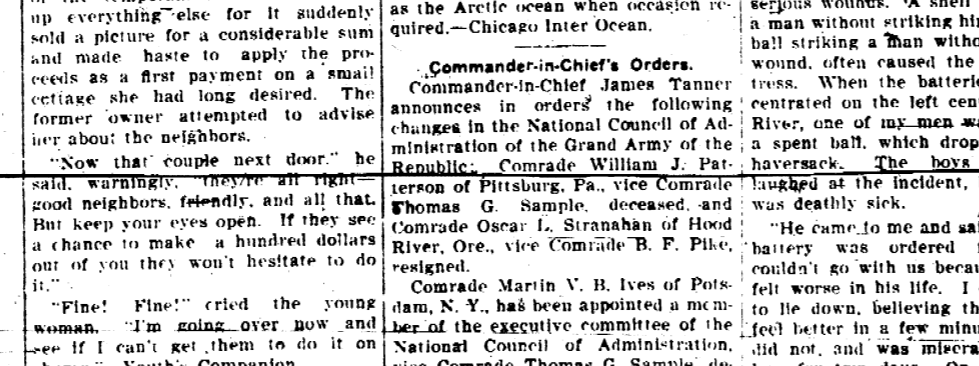 up everything else for it suddenly
sold a picture for a considerable sum
and made haste to apply the pro-
ceeds as a first payment on a small
cottage she had long desired. The
former owner attempted to advise
her about the neighbors.
"Now that couple next door." he
said, warningly, "they're all right—
good neighbors, friendly, and all that.
But keep your eyes open. If they see
a chance to make a hundred dollars
out of you they won't hesitate to do
it."
"Fine! Fine!" cried the young
woman. "I'm going over now and
see if I can't get them to do it on
Youth's Companion.
as the Arctic ocean when occasion re-
quired.—Chicago Inter Ocean.
Commander-in-Chief's Orders.
Commander-in-Chief James Tanner
announces in orders the following
changes in the National Council of Ad-
ministration of the Grand Army of the
Republic: Comrade William J. Pat-
terson of Pittsburg, Pa., vice Comrade
Thomas G. Sample, deceased, and
Comrade Oscar L. Stranahan of Hood
River, Ore., vice Comrade B. F. Pike,
resigned.
Comrade Martin V. B. Ives of Pots-
dam, N. Y., has been appointed a mem-
ber of the executive committee of the
National Council of Administration,
vice Comrade Thomas G. Sample, de-
serious wounds. A shell
a man without striking hi
ball striking a man witho
wound, often caused the
tress. When the batteri
centrated on the left cen
River, one of my men w
a spent ball, which drop
haversack. The boys
laughed at the incident,
was deathly sick.
"He came to me and sa
battery was ordered
couldn't go with us becau
felt worse in his life. I
to lie down, believing th
feel better in a few minu
did not, and was misera